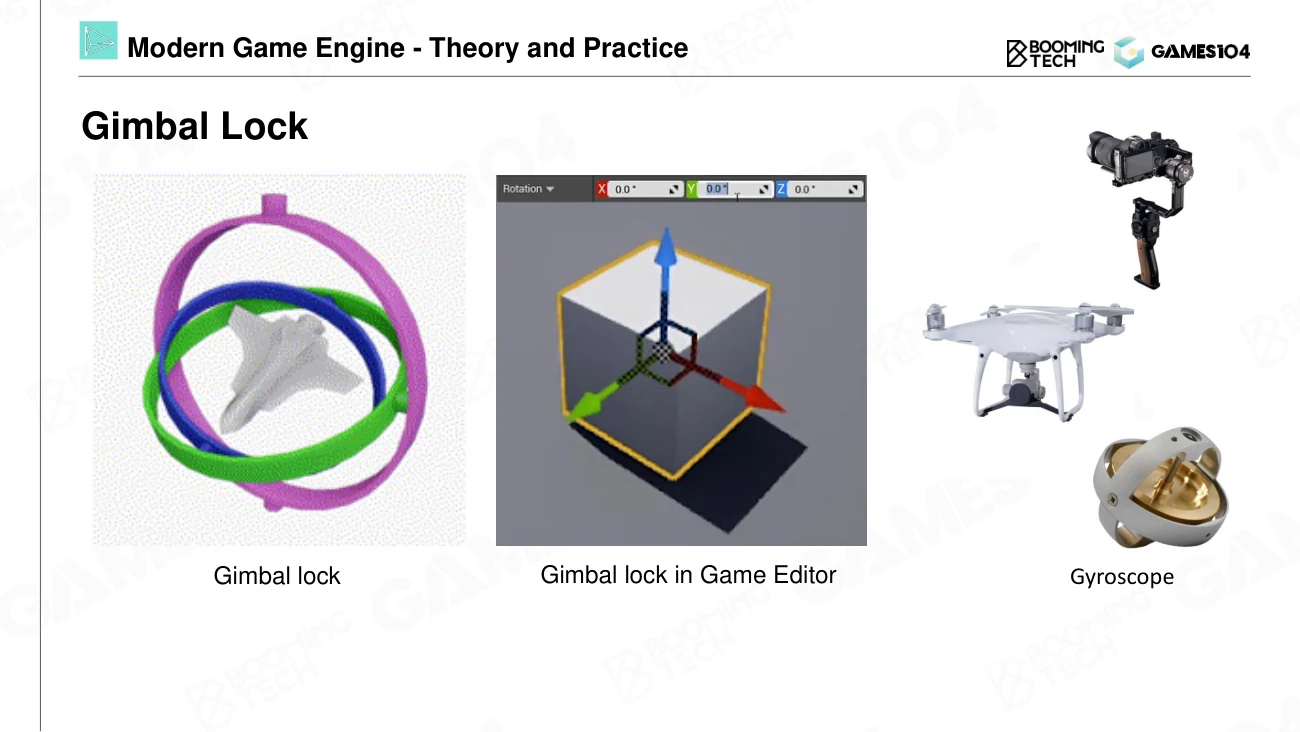 Modern Game Engine - Theory and Practice
BOOMING
TECH
GAMES104
Gimbal Lock
Rotation X 0.0° Y 0.0° Z 0.0°
Gimbal lock
Gimbal lock in Game Editor
Gyroscope